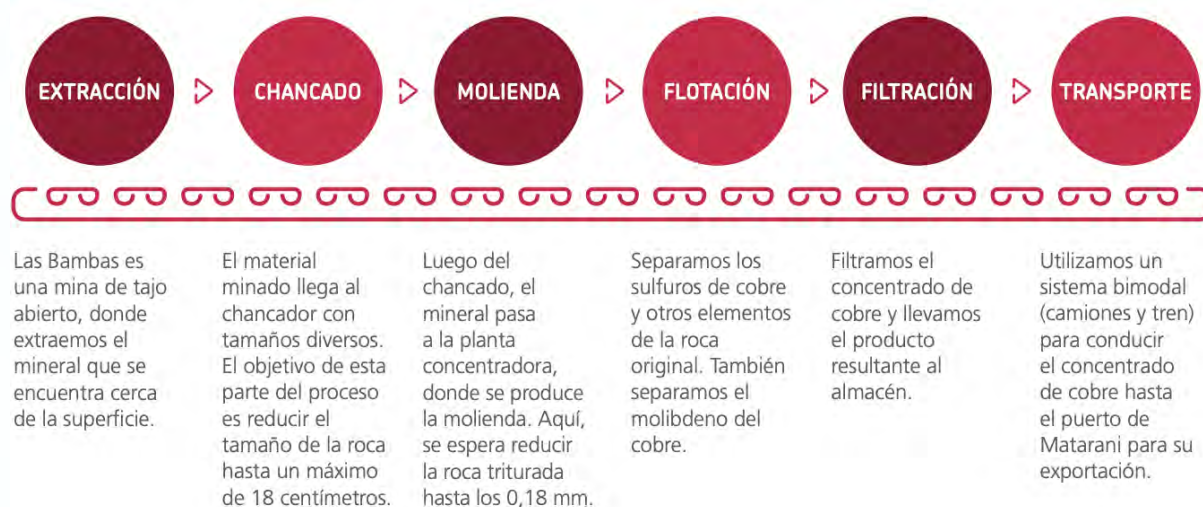 EXTRACCIÓN
CHANCADO
MOLIENDA
FLOTACIÓN
FILTRACIÓN
TRANSPORTE
Las Bambas es
una mina de tajo
abierto, donde
extraemos el
mineral que se
encuentra cerca
de la superficie.
El material
minado llega al
chancador con
tamaños diversos.
El objetivo de esta
parte del proceso
es reducir el
tamaño de la roca
hasta un máximo
de 18 centímetros.
Luego del
chancado, el
mineral pasa
a la planta
concentradora,
donde se produce
la molienda. Aquí,
se espera reducir
la roca triturada
hasta los 0,18 mm.
Separamos los
sulfuros de cobre
y otros elementos
de la roca
original. También
separamos el
molibdeno del
cobre.
Filtramos el
concentrado de
cobre y llevamos
el producto
resultante al
almacén.
Utilizamos un
sistema bimodal
(camiones y tren)
para conducir
el concentrado
de cobre hasta
el puerto de
Matarani para su
exportación.